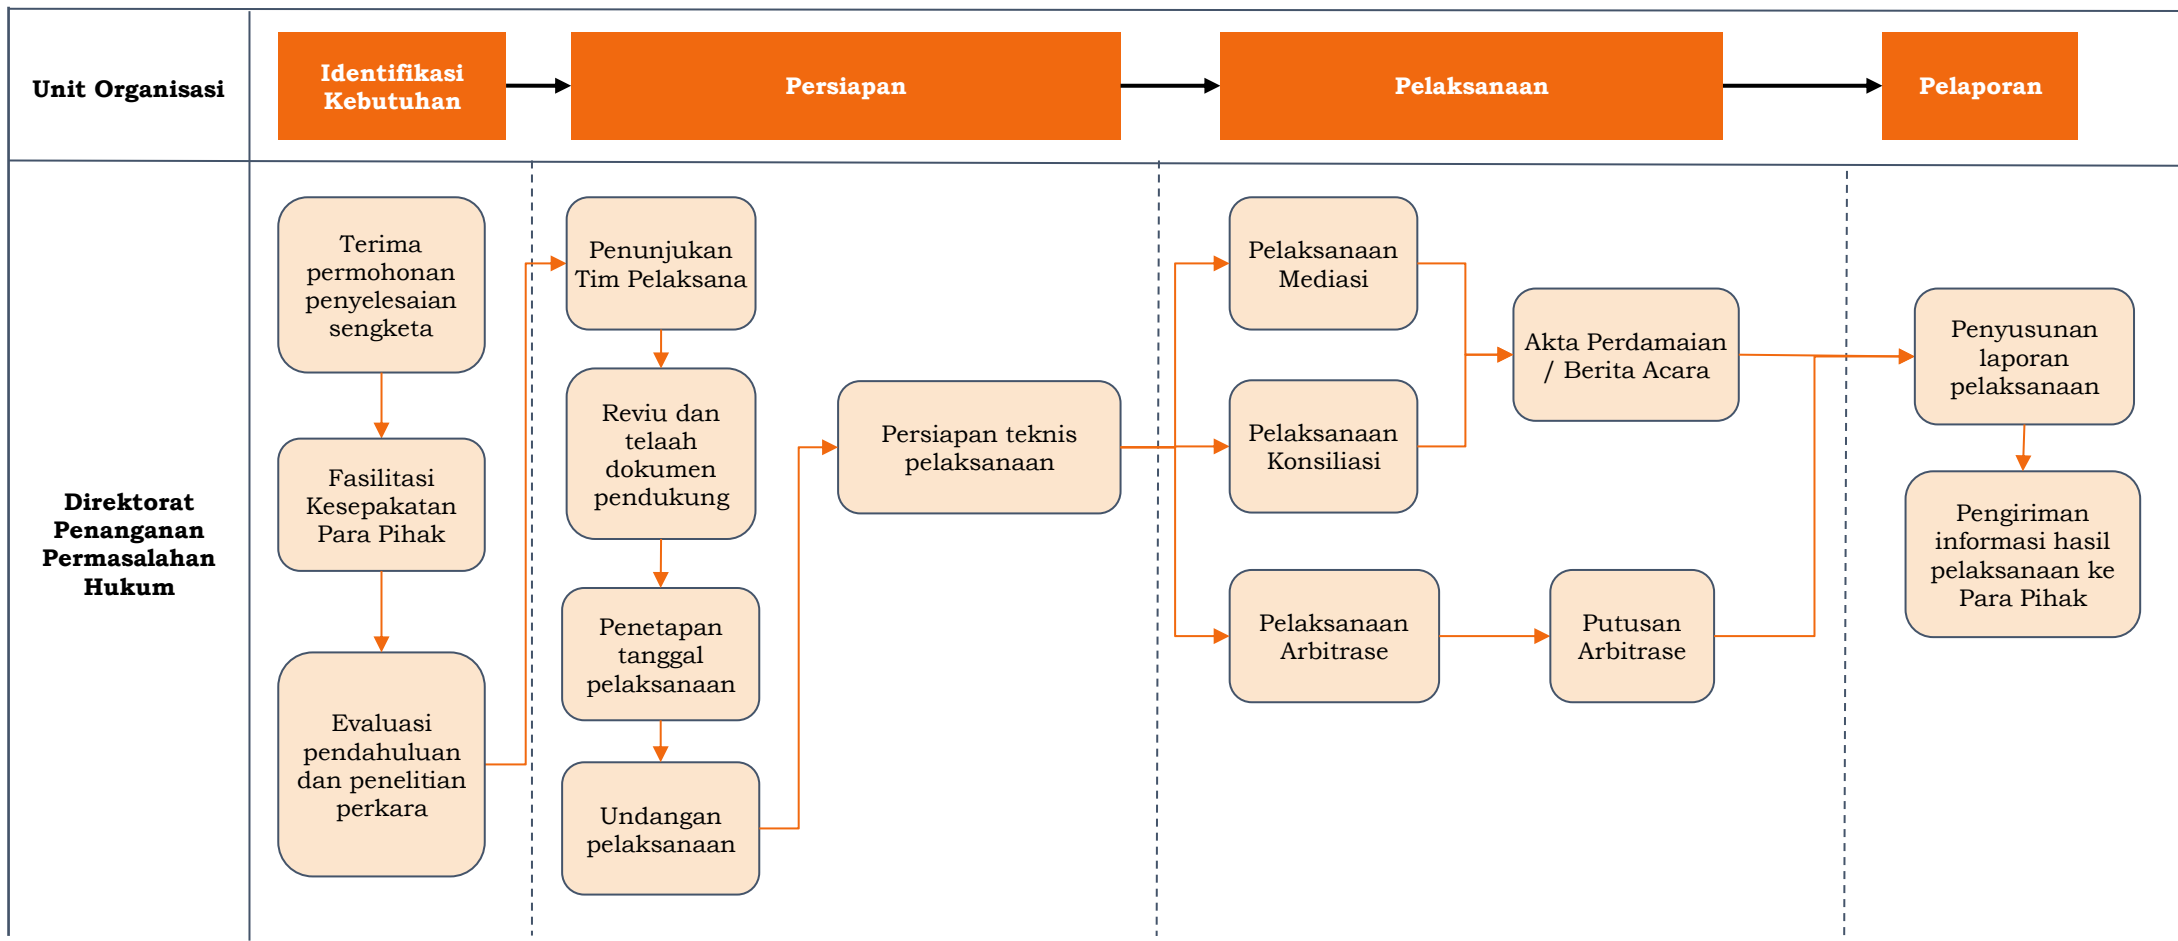 Unit Organisasi
Identifikasi
Kebutuhan
Persiapan
Pelaksanaan
Pelaporan
Direktorat
Penanganan
Permasalahan
Hukum
Terima
permohonan
penyelesaian
sengketa
Fasilitasi
Kesepakatan
Para Pihak
Evaluasi
pendahuluan
dan penelitian
perkara
Penunjukan
Tim Pelaksana
Reviu dan
telaah
dokumen
pendukung
Penetapan
tanggal
pelaksanaan
Undangan
pelaksanaan
Persiapan teknis
pelaksanaan
Pelaksanaan
Mediasi
Pelaksanaan
Konsiliasi
Pelaksanaan
Arbitrase
Akta Perdamaian
/ Berita Acara
Putusan
Arbitrase
Penyusunan
laporan
pelaksanaan
Pengiriman
informasi hasil
pelaksanaan ke
Para Pihak